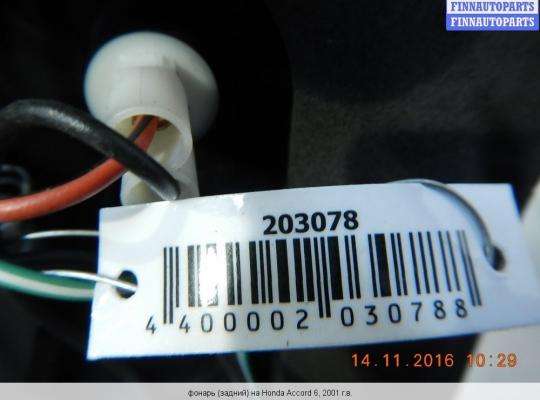 FINNAUTOPARTS
FINNAUTOPARTS
203078
4 400002 030788
14.11.2016 10:29
фонарь (задний) на Honda Accord 6, 2001 г.в.